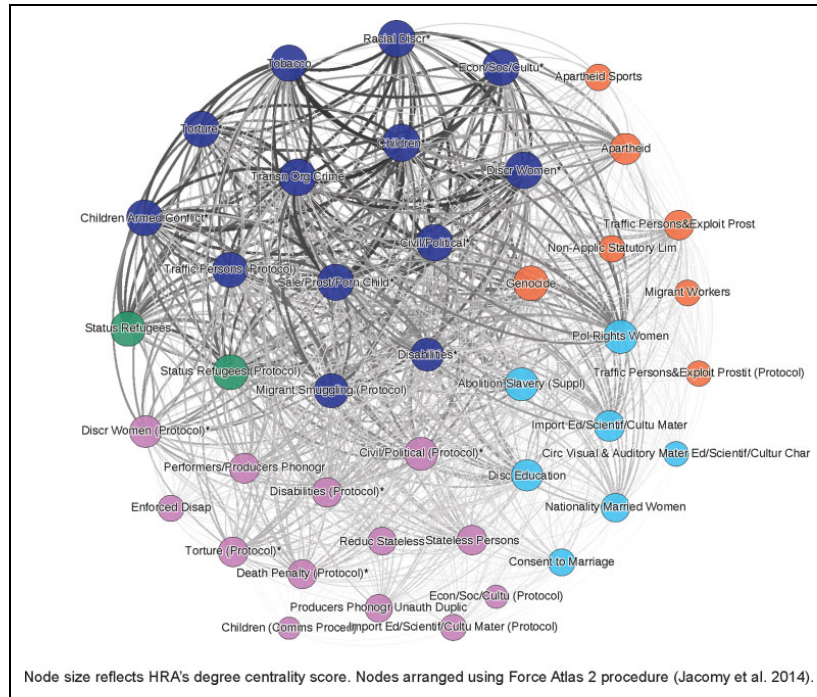 Racial Discr*
Tobacco
Econ/Soc/Cultu*
Apartheid Sports
Torture*
Children*
Apartheid
Transn Org Crime
Discr Women*
Children Armed Conflict*
Traffic Persons&Exploit Prost
Civil/Political*
Non-Applic Statutory Lim
Traffic Persons (Protocol)
Sale/Prost/Porn Child*
Genocide
Migrant Workers
Status Refugees
Pol Rights Women
Disabilities*
Status Refugeest (Protocol)
Traffic Persons&Exploit Prostit (Protocol)
Migrant Smuggling (Protocol)
Abolition Slavery (Suppl)
Discr Women (Protocol)*
Import Ed/Scientif/Cultu Mater
Civil/Political (Protocol)*
Circ Visual & Auditory Mater Ed/Scientif/Cultur Char
Performers/Producers Phonogr
Disc Education
Disabilities (Protocol)*
Enforced Disap
Nationality Married Women
Reduc Stateless
Stateless Persons
Torture (Protocol)*
Consent to Marriage
Death Penalty (Protocol)*
Econ/Soc/Cultu (Protocol)
Producers Phonogr Unauth Duplic
Children (Comms Proced)
Import Ed/Scientif/Cultu Mater (Protocol)
Node size reflects HRA's degree centrality score. Nodes arranged using Force Atlas 2 procedure (Jacomy et al. 2014).